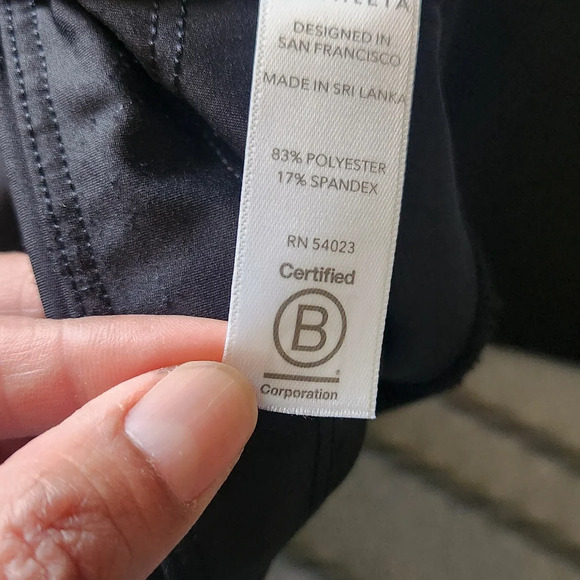 DESIGNED IN
SAN FRANCISCO
MADE IN SRI LANKA
83% POLYESTER
17% SPANDEX
RN 54023
Certified
B
Corporation